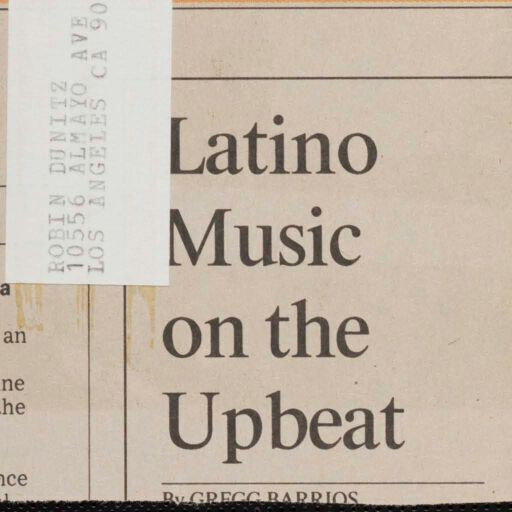 ROBIN DUNITZ
10556 ALMAYO AVE
LOS ANGELES CA 90
Latino
Music
on the
Upbeat
By GREGG BARRIOS
a
an
ne
he
nce